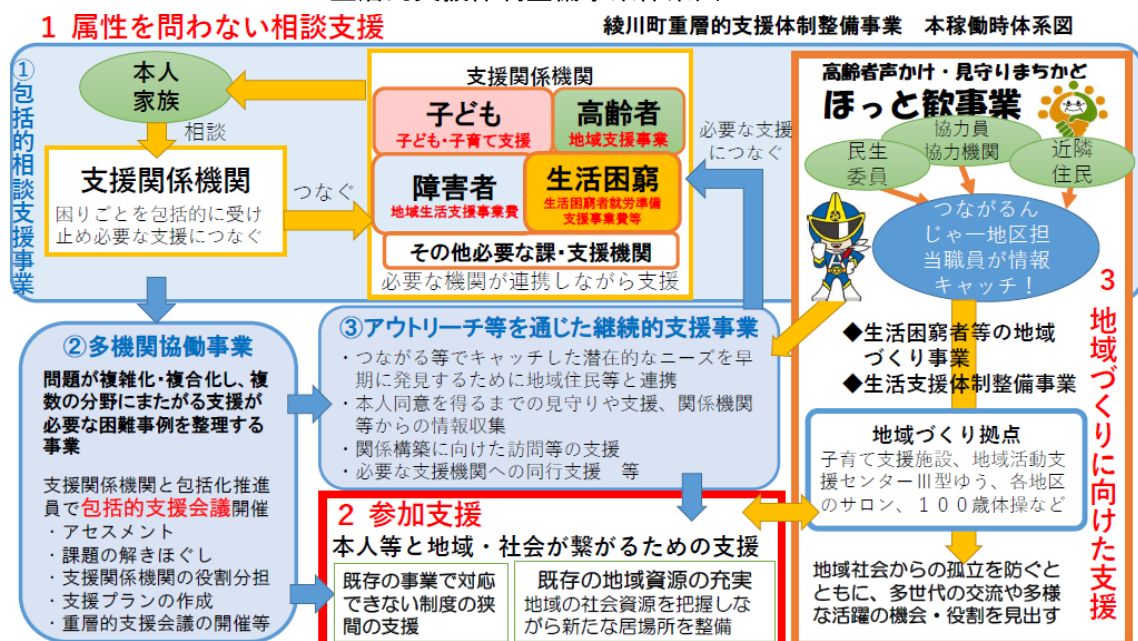 1 属性を問わない相談支援
綾川町重層的支援体制整備事業 本稼働時体系図
①包括的相談支援事業
本人
家族
相談
支援関係機関
困りごとを包括的に受け
止め必要な支援につなぐ
つなぐ
支援関係機関
子ども
子ども・子育て支援
高齢者
地域支援事業
障害者
地域生活支援事業費
生活困窮
生活困窮者就労準備
支援事業費等
その他必要な課・支援機関
必要な機関が連携しながら支援
必要な支援
につなぐ
高齢者声かけ・見守りまちかど
ほっと歓事業
民生
委員
協力員
協力機関
近隣
住民
つながるん
じゃー地区担
当職員が情報
キャッチ！
3 地域づくりに向けた支援
◆生活困窮者等の地域
づくり事業
◆生活支援体制整備事業
地域づくり拠点
子育て支援施設、地域活動支
援センターⅢ型ゆう、各地区
のサロン、１００歳体操など
地域社会からの孤立を防ぐと
ともに、多世代の交流や多様
な活躍の機会・役割を見出す
②多機関協働事業
問題が複雑化・複合化し、複
数の分野にまたがる支援が
必要な困難事例を整理する
事業
支援関係機関と包括化推進
員で包括的支援会議開催
・アセスメント
・課題の解きほぐし
・支援関係機関の役割分担
・支援プランの作成
・重層的支援会議の開催等
③アウトリーチ等を通じた継続的支援事業
・つながる等でキャッチした潜在的なニーズを早
期に発見するために地域住民等と連携
・本人同意を得るまでの見守りや支援、関係機関
等からの情報収集
・関係構築に向けた訪問等の支援
・必要な支援機関への同行支援 等
2 参加支援
本人等と地域・社会が繋がるための支援
既存の事業で対応
できない制度の狭
間の支援
既存の地域資源の充実
地域の社会資源を把握しな
がら新たな居場所を整備